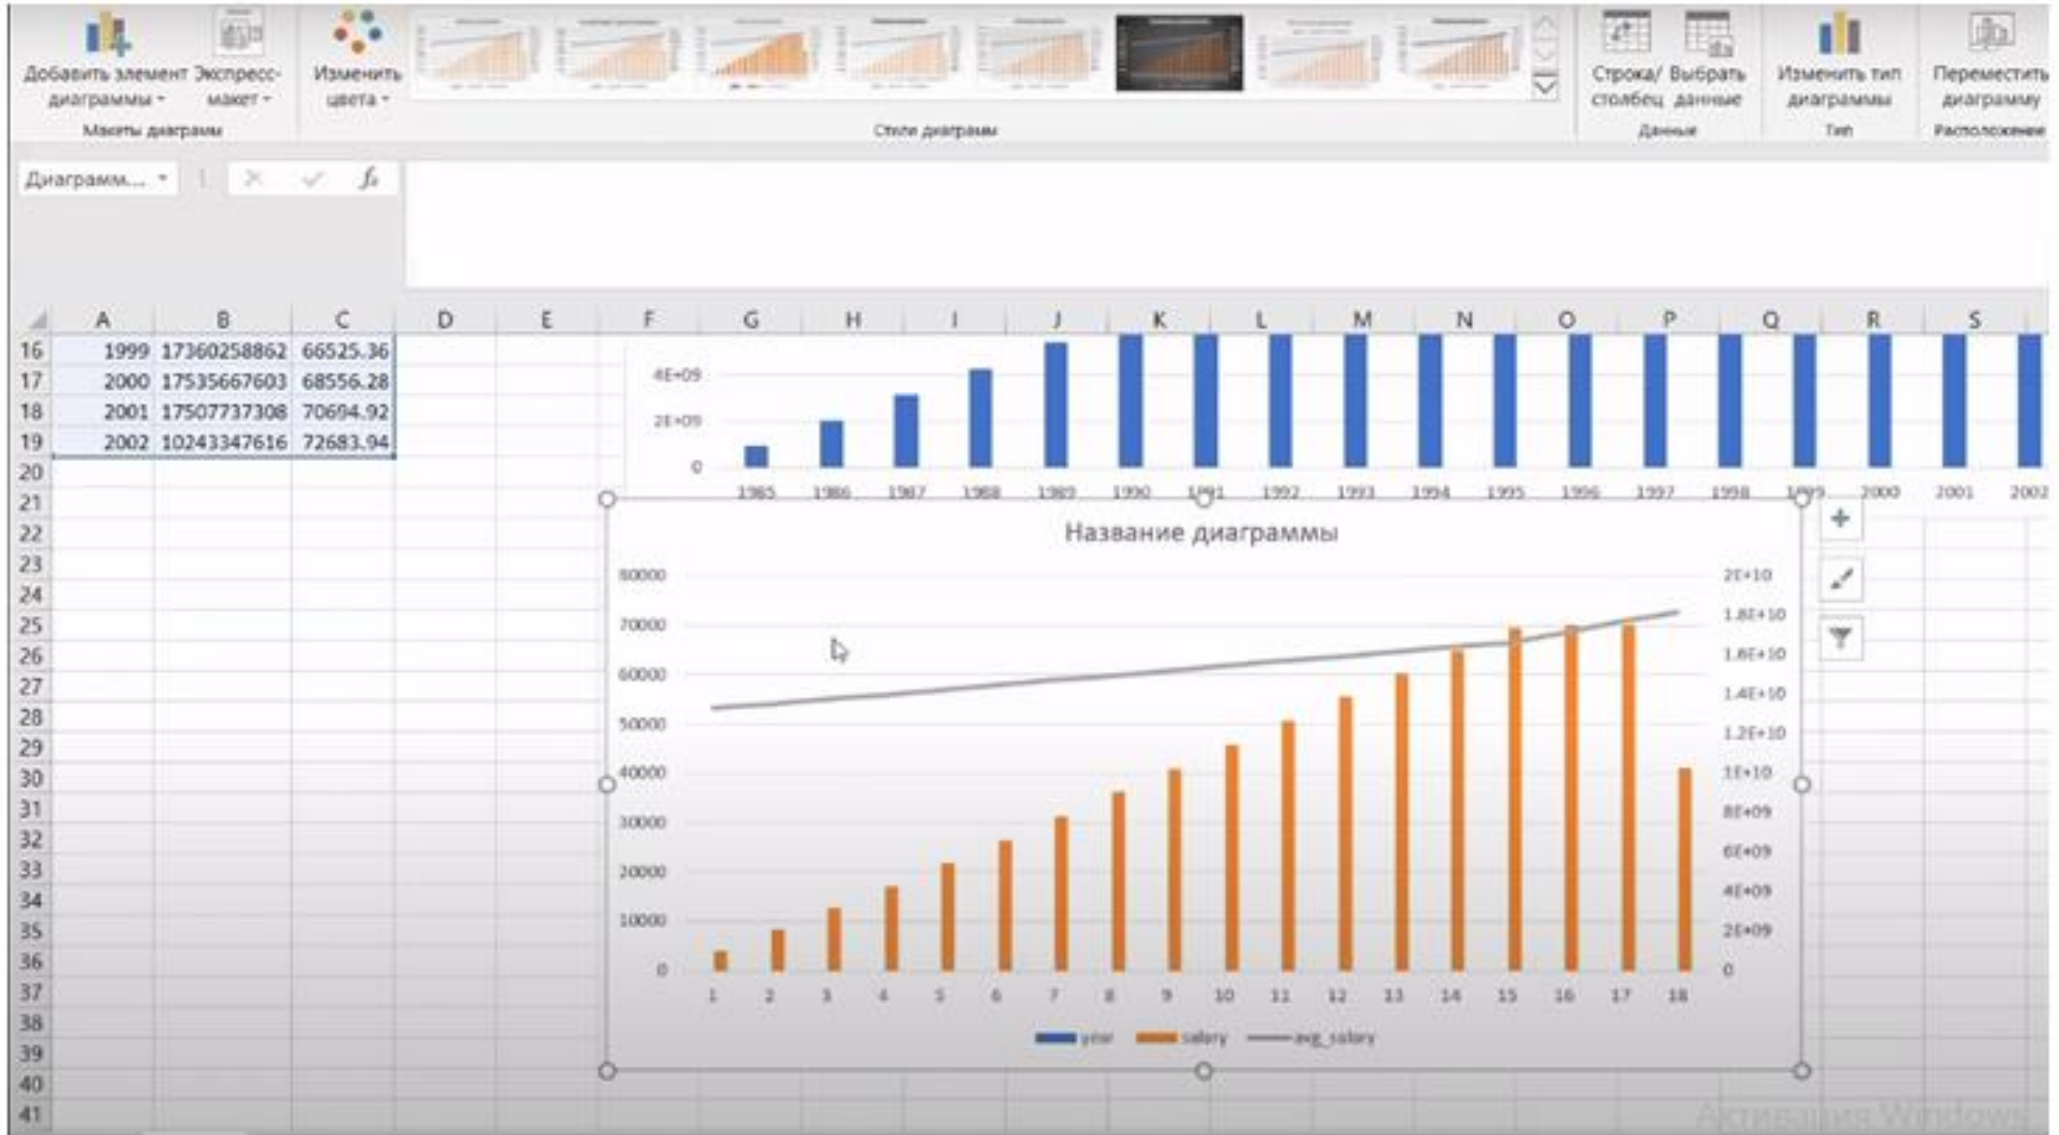 Добавить элемент диаграммы
Экспресс-макет
Изменить цвета
Строка/столбец
Выбрать данные
Изменить тип диаграммы
Переместить диаграмму
Макеты диаграмм
Стили диаграмм
Данные
Тип
Расположение
Диаграмм...
fx
A B C D E F G H I J K L M N O P Q R S
16 1999 17360258862 66525.36
17 2000 17535667603 68556.28
18 2001 17507737308 70694.92
19 2002 10243347616 72683.94
20
21
22
23
24
25
26
27
28
29
30
31
32
33
34
35
36
37
38
39
40
41
4E+09
2E+09
0
1985 1986 1987 1988 1989 1990 1991 1992 1993 1994 1995 1996 1997 1998 1999 2000 2001 2002
Название диаграммы
80000
70000
60000
50000
40000
30000
20000
10000
0
2E+10
1.8E+10
1.6E+10
1.4E+10
1.2E+10
1E+10
8E+09
6E+09
4E+09
2E+09
0
1 2 3 4 5 6 7 8 9 10 11 12 13 14 15 16 17 18
year salary avg_salary
Активация Windows